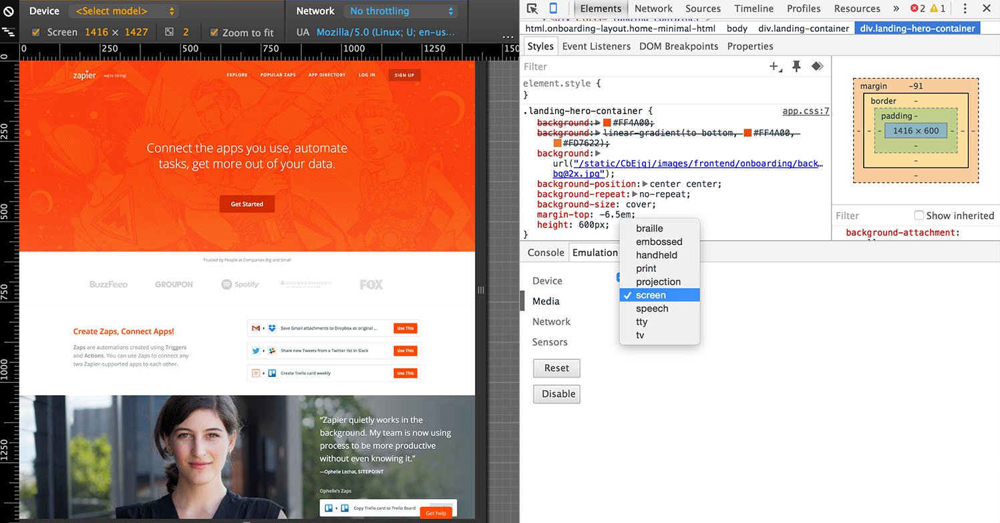 Device <Select model>
Network No throttling
Screen 1416 × 1427 2 Zoom to fit
UA Mozilla/5.0 (Linux; U; en-us...
...
0 250 500 750 1000 1250 150
0
250
500
750
1000
1250
zapier we're hiring!
EXPLORE POPULAR ZAPS APP DIRECTORY LOG IN SIGN UP
Connect the apps you use, automate
tasks, get more out of your data.
Get Started
Trusted by People at Companies Big and Small
BuzzFeed GROUPON Spotify COLUMBIA UNIVERSITY FOX
Create Zaps, Connect Apps!
Zaps are automations created using Triggers
and Actions. You can use Zaps to connect any
two Zapier-supported apps to each other.
Save Gmail attachments to Dropbox as original ... Use This
Share new Tweets from a Twitter list in Slack Use This
Create Trello card weekly Use This
“Zapier quietly works in the
background. My team is now using
process to be more productive
without even knowing it.”
—Ophelie Lechat, SITEPOINT
Ophelie's Zaps
Copy Trello card to Trello Board
Get help
Elements Network Sources Timeline Profiles Resources » 2 1
html.onboarding-layout.home-minimal-html body div.landing-container div.landing-hero-container
Styles Event Listeners DOM Breakpoints Properties
Filter
element.style {
}
.landing-hero-container { app.css:7
background: #FF4A00;
background: linear-gradient(to bottom, #FF4A00,
#FD7622);
background:
url("/static/CbEjqj/images/frontend/onboarding/back…
bg@2x.jpg");
background-position: center center;
background-repeat: no-repeat;
background-size: cover;
margin-top: -6.5em;
height: 600px;
}
margin -91
border -
padding -
- - - 1416 × 600 - - -
-
-
-
Filter Show inherited
background-attachment:
Console Emulation
Device
Media
Network
Sensors
Reset
Disable
braille
embossed
handheld
print
projection
✓ screen
speech
tty
tv